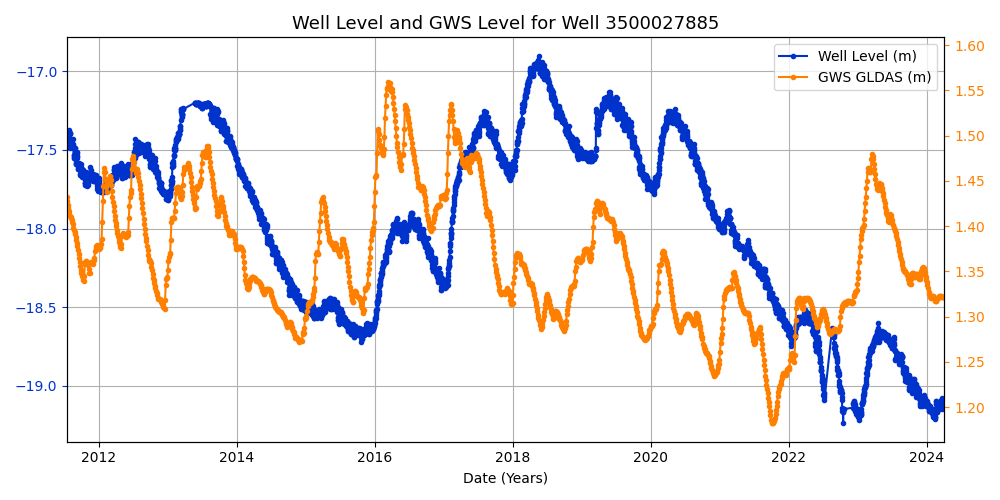 Well Level and GWS Level for Well 3500027885
Well Level (m)
GWS GLDAS (m)
−17.0
−17.5
−18.0
−18.5
−19.0
1.60
1.55
1.50
1.45
1.40
1.35
1.30
1.25
1.20
2012 2014 2016 2018 2020 2022 2024
Date (Years)